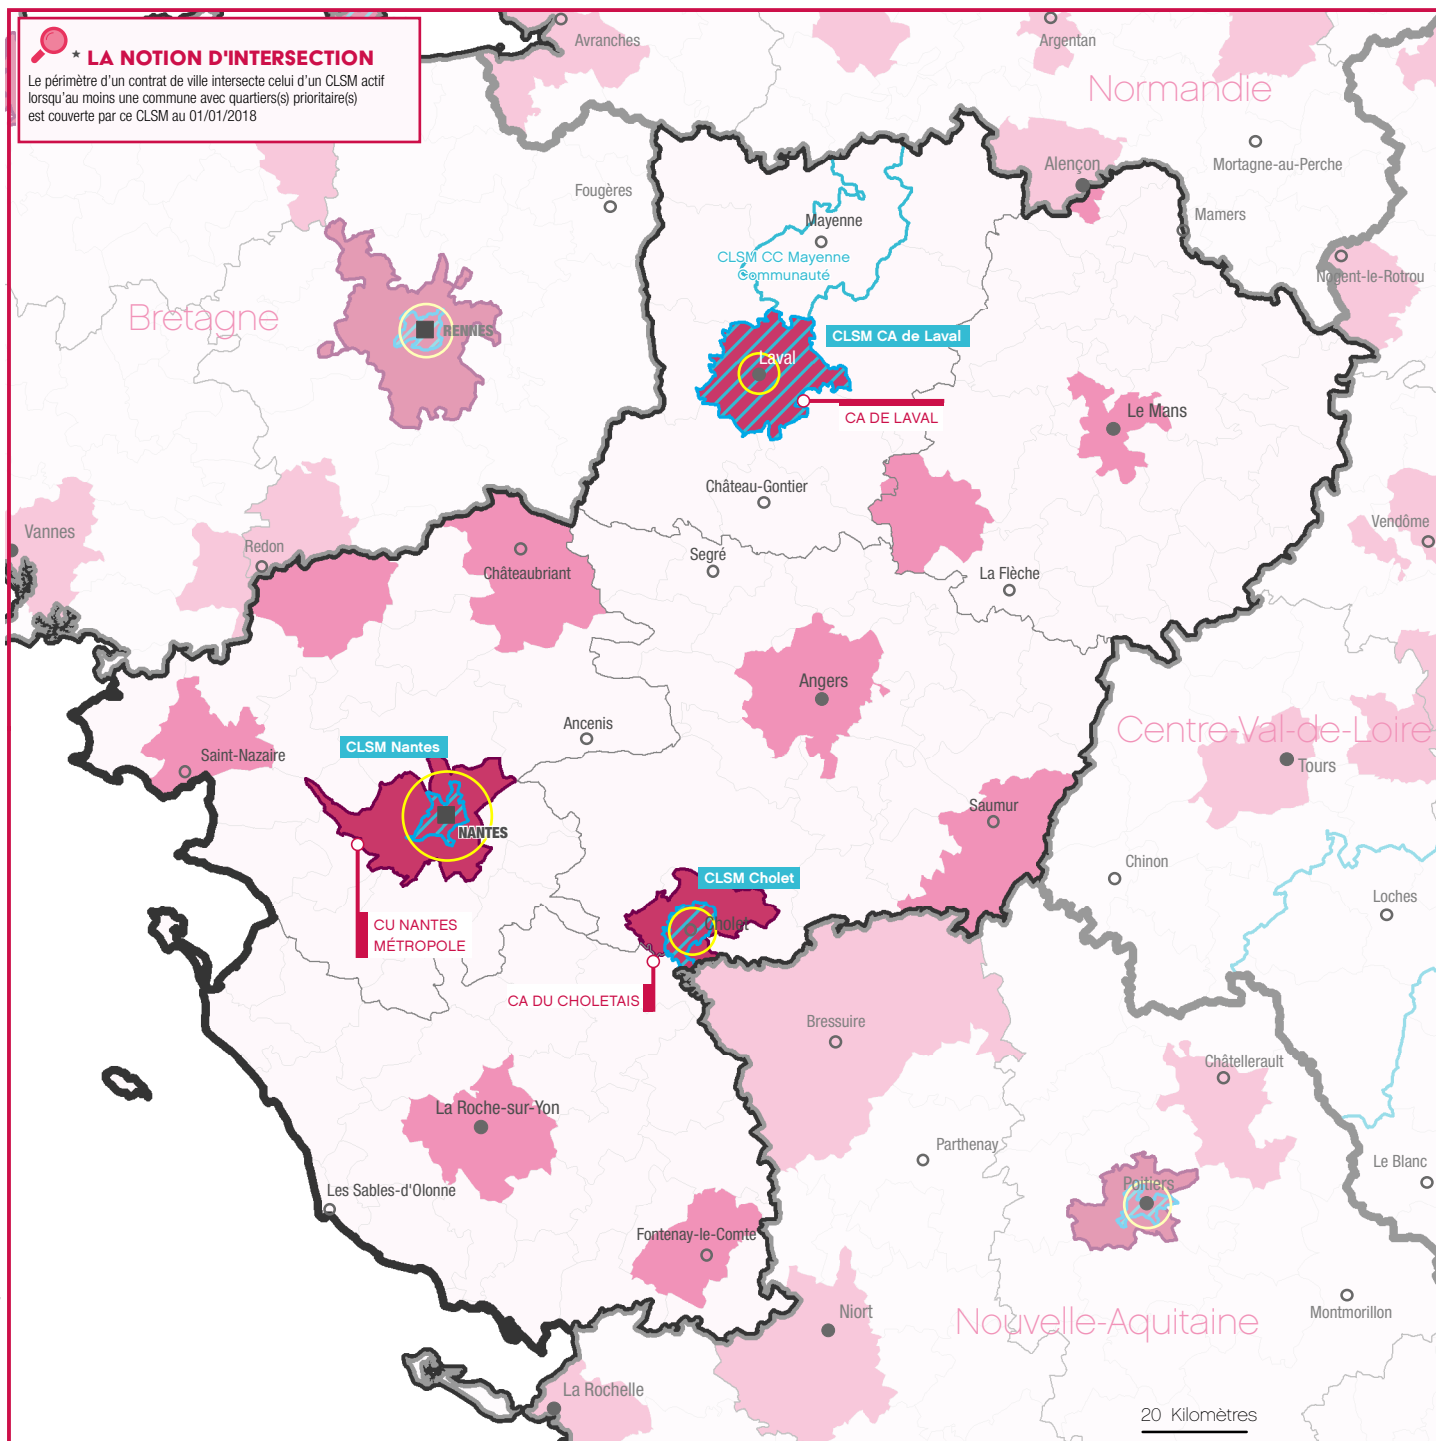 * LA NOTION D'INTERSECTION
Le périmètre d'un contrat de ville intersecte celui d'un CLSM actif
lorsqu'au moins une commune avec quartiers(s) prioritaire(s)
est couverte par ce CLSM au 01/01/2018
Avranches
Argentan
Normandie
Mortagne-au-Perche
Alençon
Fougères
Mamers
Mayenne
CLSM CC Mayenne
Communauté
Nogent-le-Rotrou
Bretagne
RENNES
CLSM CA de Laval
Laval
CA DE LAVAL
Le Mans
Château-Gontier
Vannes
Vendôme
Redon
Segré
Châteaubriant
La Flèche
Angers
Ancenis
Centre-Val-de-Loire
Saint-Nazaire
CLSM Nantes
Tours
Saumur
NANTES
Chinon
CLSM Cholet
Loches
Cholet
CU NANTES
MÉTROPOLE
CA DU CHOLETAIS
Bressuire
Châtellerault
La Roche-sur-Yon
Parthenay
Le Blanc
Poitiers
Les Sables-d'Olonne
Fontenay-le-Comte
Niort
Nouvelle-Aquitaine
Montmorillon
La Rochelle
20 Kilomètres